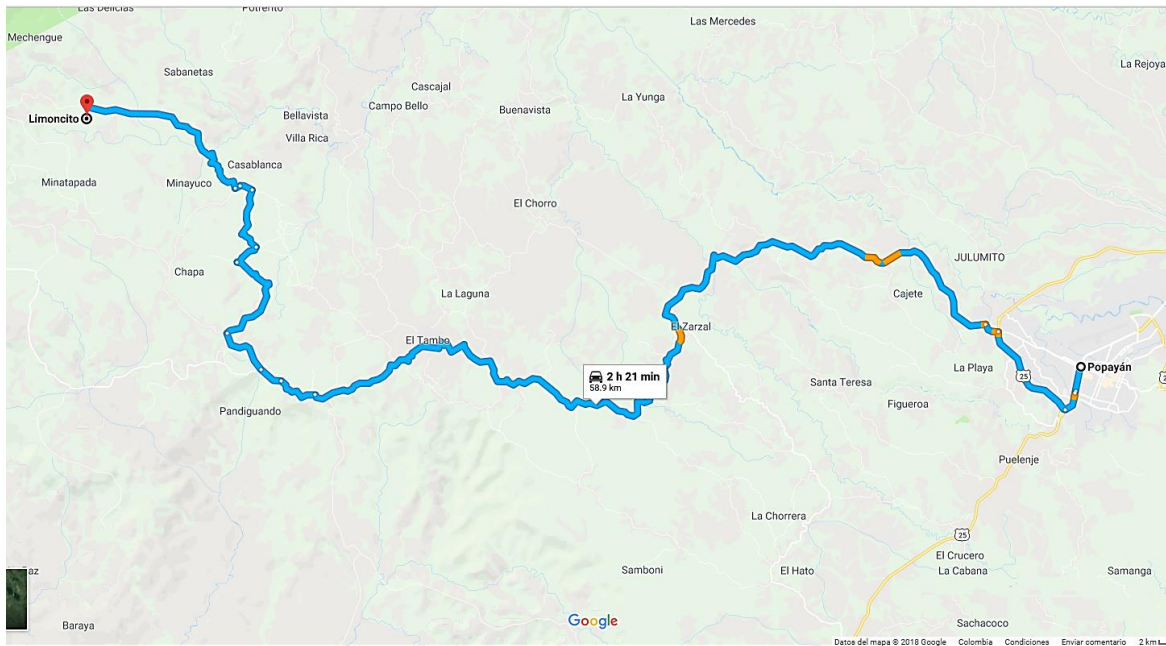 Las Delicias
Potrerito
Mechengue
Las Mercedes
La Rejoya
Sabanetas
Cascajal
Campo Bello
La Yunga
Buenavista
Limoncito
Bellavista
Villa Rica
Casablanca
Minatapada
Minayuco
El Chorro
JULUMITO
Chapa
La Laguna
Cajete
El Zarzal
El Tambo
La Playa
25
Popayán
2 h 21 min
58.9 km
Santa Teresa
Figueroa
Pandiguando
Puelenje
La Chorrera
25
El Crucero
Samboni
El Hato
La Cabana
Samanga
Baraya
Google
Sachacoco
Datos del mapa © 2018 Google Colombia Condiciones Enviar comentario 2 km